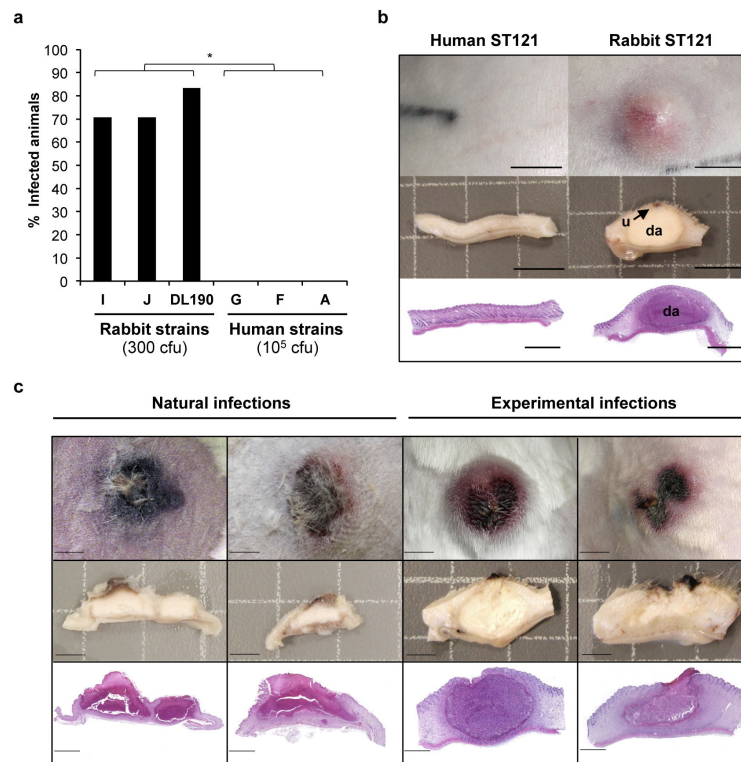 a
% Infected animals
100
90
80
70
60
50
40
30
20
10
0
*
I J DL190 G F A
Rabbit strains Human strains
(300 cfu) (10⁵ cfu)
b
Human ST121 Rabbit ST121
u
da
da
c
Natural infections Experimental infections